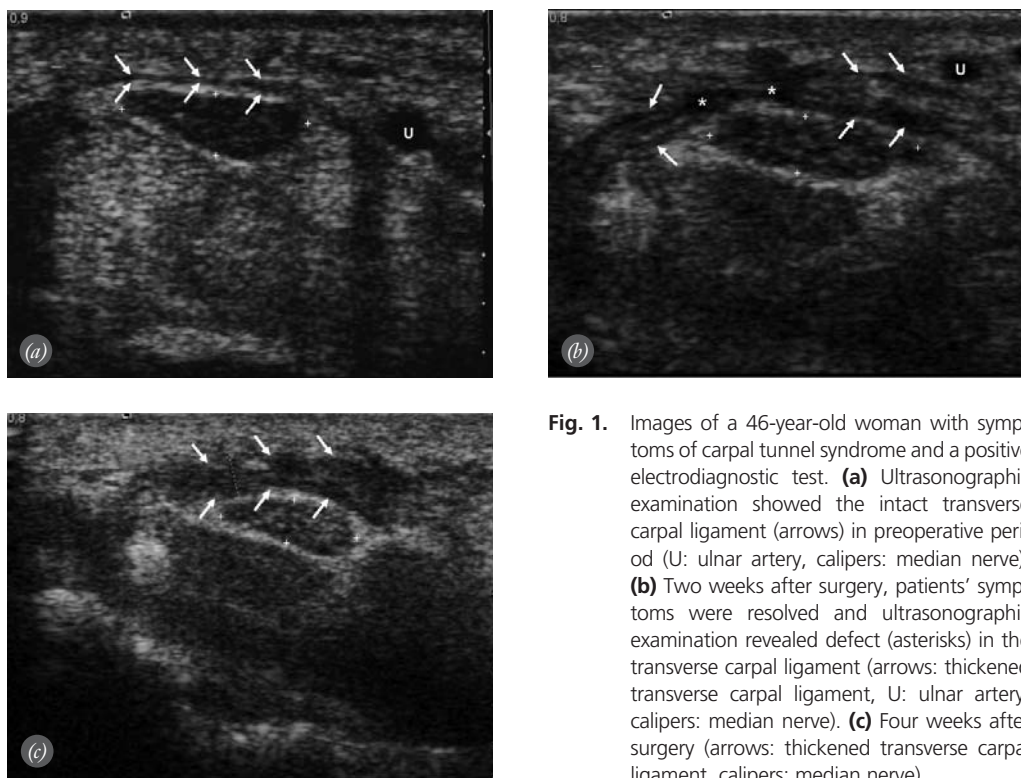 0.9
U
(a)
0.8
U
(b)
0.8
(c)
Fig. 1. Images of a 46-year-old woman with symp
toms of carpal tunnel syndrome and a positive
electrodiagnostic test. (a) Ultrasonographi
examination showed the intact transverse
carpal ligament (arrows) in preoperative peri
od (U: ulnar artery, calipers: median nerve)
(b) Two weeks after surgery, patients’ symp
toms were resolved and ultrasonographi
examination revealed defect (asterisks) in the
transverse carpal ligament (arrows: thickened
transverse carpal ligament, U: ulnar artery
calipers: median nerve). (c) Four weeks afte
surgery (arrows: thickened transverse carpa
ligament, calipers: median nerve)